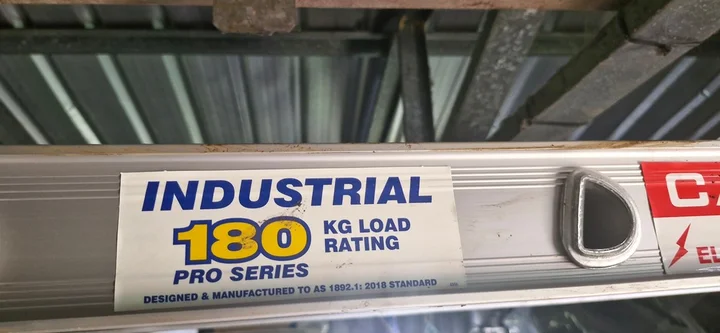 INDUSTRIAL
180 KG LOAD
RATING
PRO SERIES
DESIGNED & MANUFACTURED TO AS 1892.1: 2018 STANDARD